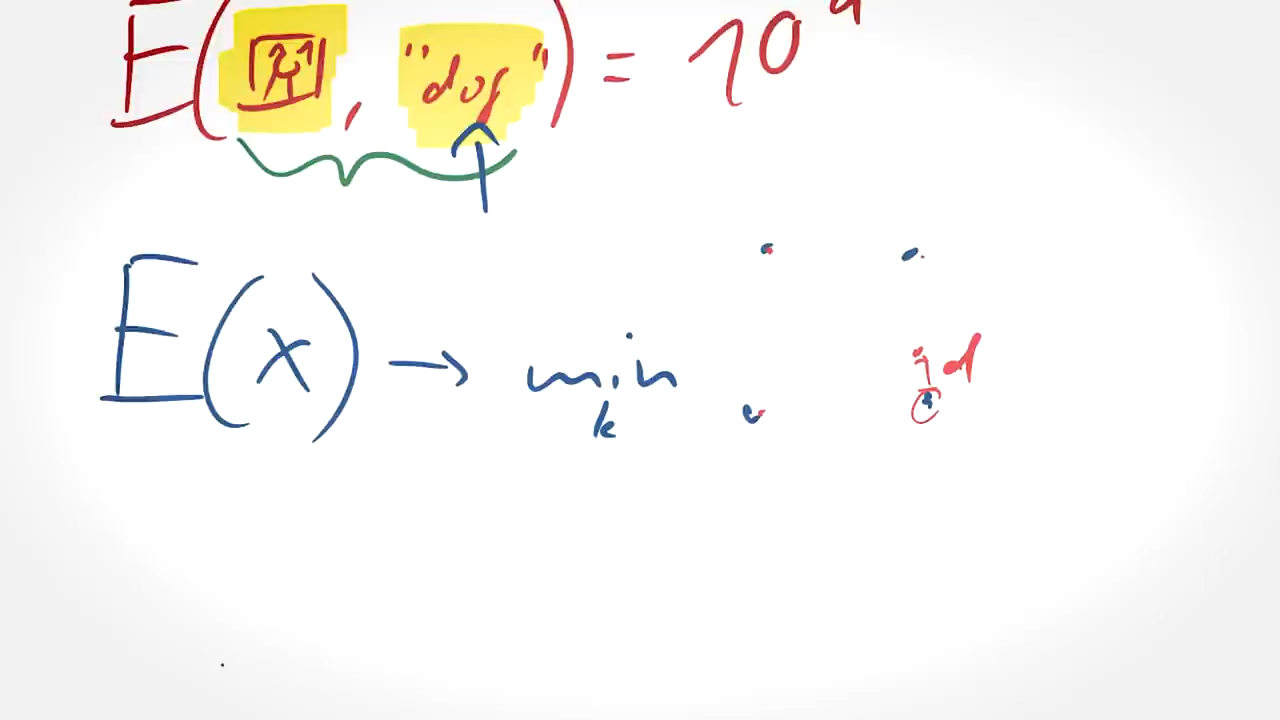 E( , "dog") = 10
E(x) → min
k
d